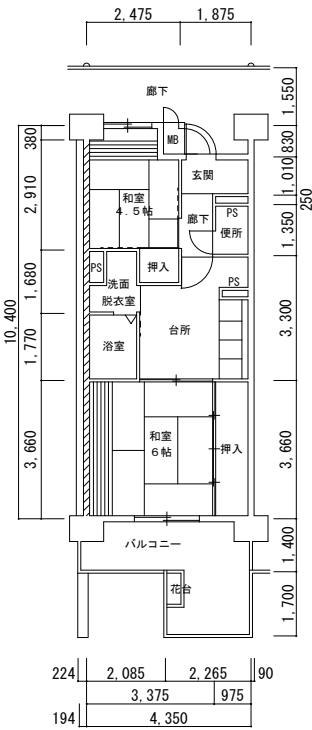 2,475
1,875
廊下
1,550
MB
380
830
玄関
1,010
250
和室
4.5帖
2,910
廊下
PS
便所
1,350
PS
洗面
脱衣室
押入
PS
1,680
10,400
台所
3,300
浴室
1,770
和室
6帖
押入
3,660
3,660
バルコニー
1,400
花台
1,700
224
2,085
2,265
90
3,375
975
194
4,350